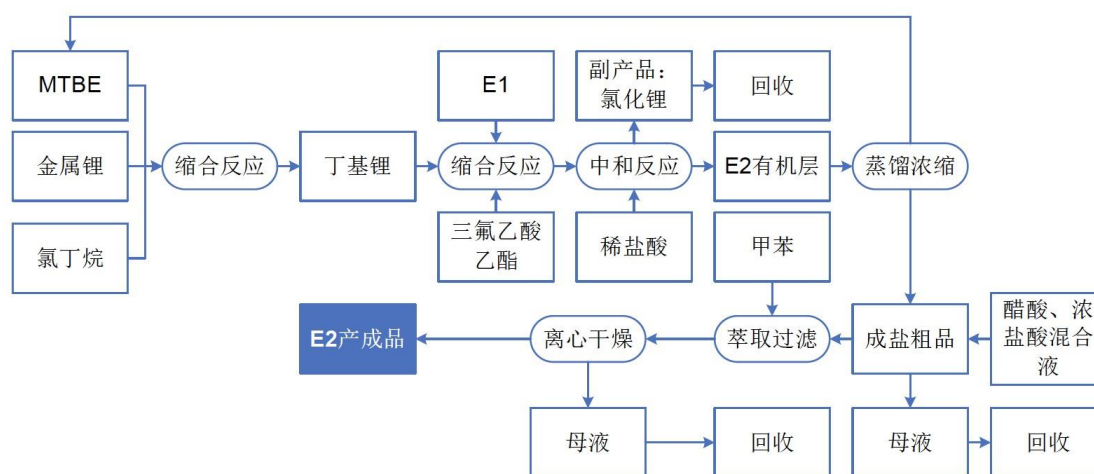 MTBE
E1
副产品：
氯化锂
回收
金属锂
缩合反应
丁基锂
缩合反应
中和反应
E2有机层
蒸馏浓缩
氯丁烷
三氟乙酸
乙酯
稀盐酸
甲苯
E2产成品
离心干燥
萃取过滤
成盐粗品
醋酸、浓
盐酸混合
液
母液
回收
母液
回收